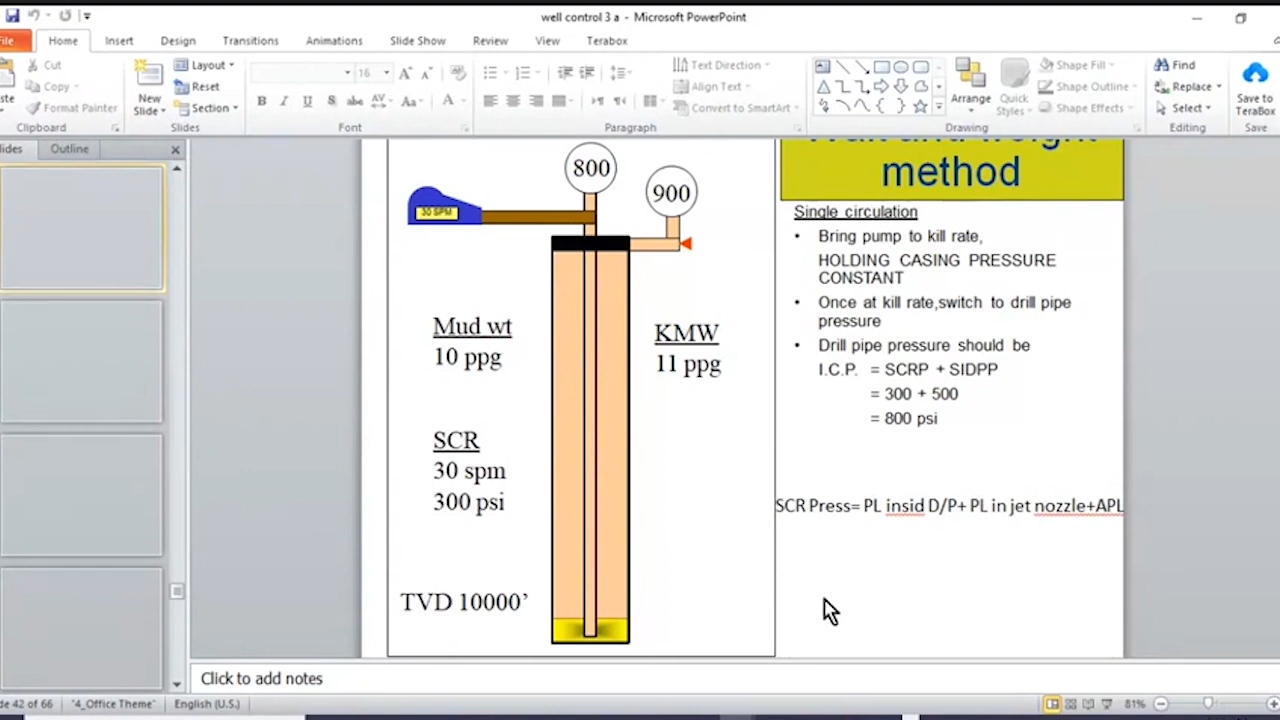 well control 3 a - Microsoft PowerPoint
File Home Insert Design Transitions Animations Slide Show Review View Terabox
Cut
Copy
Format Painter
Clipboard
New
Slide
Layout
Reset
Section
Slides
16
B I U S abc AV Aa A
Font
Text Direction
Align Text
Convert to SmartArt
Paragraph
Arrange
Quick
Styles
Shape Fill
Shape Outline
Shape Effects
Drawing
Find
Replace
Select
Editing
Save to
TeraBox
Save
Outline
800
900
30 SPM
Mud wt
10 ppg
KMW
11 ppg
SCR
30 spm
300 psi
TVD 10000’
method
Single circulation
• Bring pump to kill rate,
HOLDING CASING PRESSURE
CONSTANT
• Once at kill rate,switch to drill pipe
pressure
• Drill pipe pressure should be
I.C.P. = SCRP + SIDPP
= 300 + 500
= 800 psi
SCR Press= PL insid D/P+ PL in jet nozzle+APL
Click to add notes
42 of 66 "4_Office Theme" English (U.S.) 81%